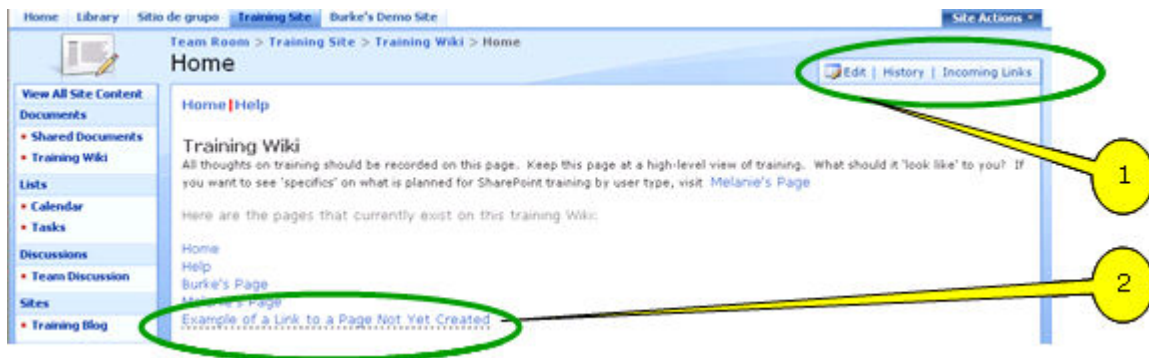 Home Library Sitio de grupo Training Site Burke's Demo Site Site Actions
Team Room > Training Site > Training Wiki > Home
Home
Edit | History | Incoming Links
View All Site Content
Documents
Shared Documents
Training Wiki
Lists
Calendar
Tasks
Discussions
Team Discussion
Sites
Training Blog
Home|Help
Training Wiki
All thoughts on training should be recorded on this page. Keep this page at a high-level view of training. What should it 'look like' to you? If
you want to see 'specifics' on what is planned for SharePoint training by user type, visit Melanie's Page
Here are the pages that currently exist on this training Wiki:
Home
Help
Burke's Page
Melanie's Page
Example of a Link to a Page Not Yet Created
1
2